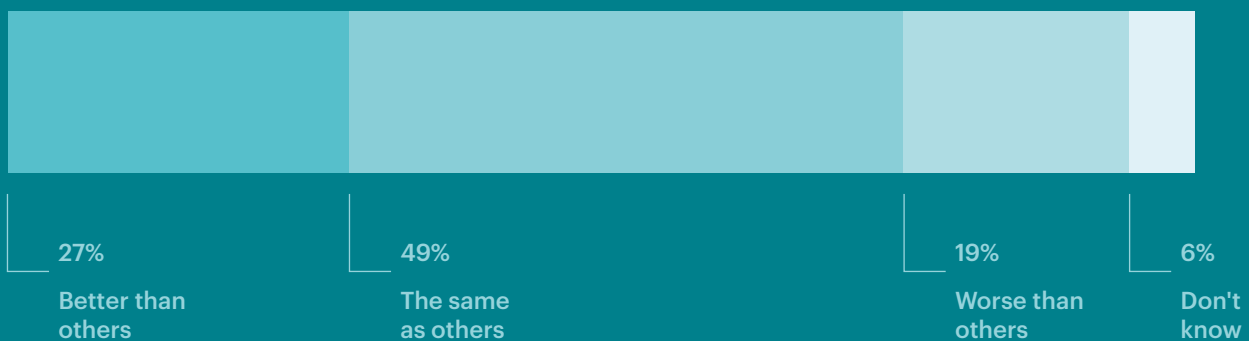 27%
Better than
others
49%
The same
as others
19%
Worse than
others
6%
Don't
know